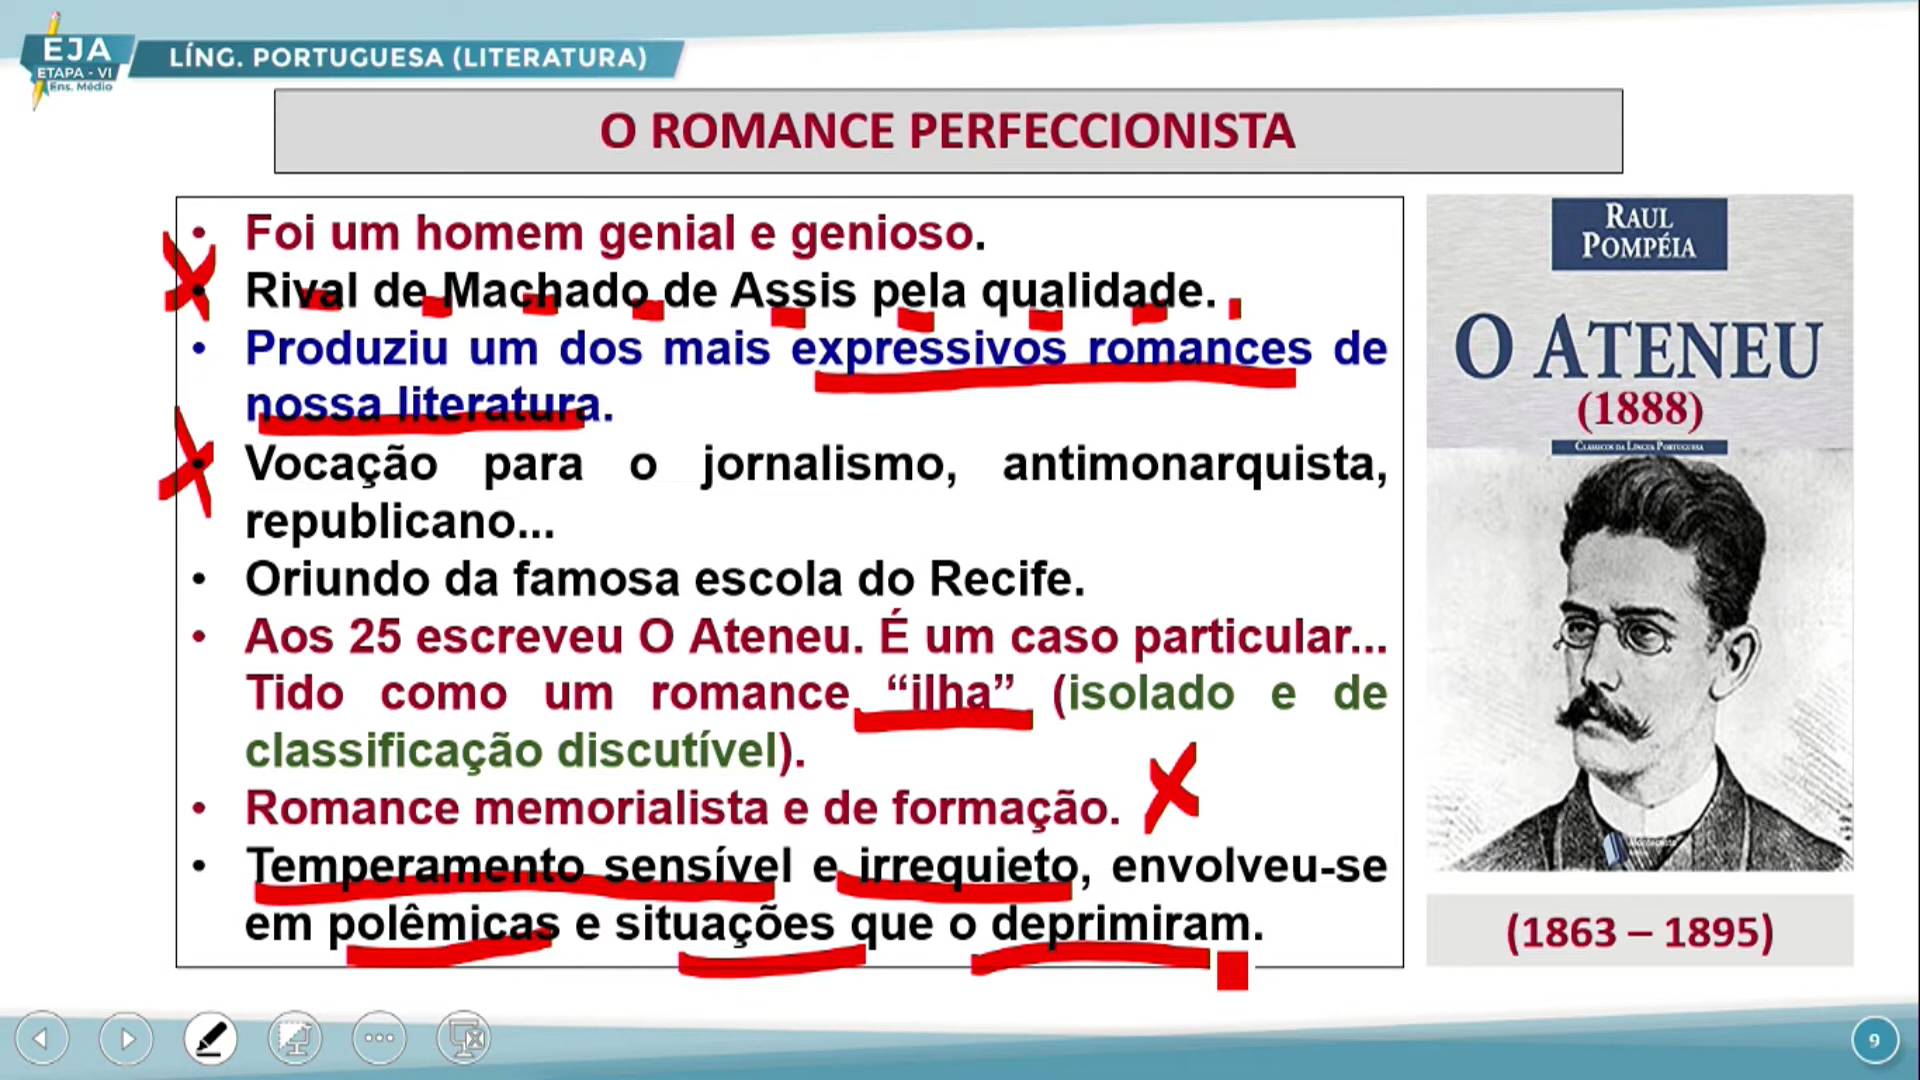 EJA
ETAPA - VI
Ens. Médio
LÍNG. PORTUGUESA (LITERATURA)
O ROMANCE PERFECCIONISTA
• Foi um homem genial e genioso.
• Rival de Machado de Assis pela qualidade.
• Produziu um dos mais expressivos romances de
nossa literatura.
• Vocação para o jornalismo, antimonarquista,
republicano...
• Oriundo da famosa escola do Recife.
• Aos 25 escreveu O Ateneu. É um caso particular...
Tido como um romance “ilha” (isolado e de
classificação discutível).
• Romance memorialista e de formação.
• Temperamento sensível e irrequieto, envolveu-se
em polêmicas e situações que o deprimiram.
RAUL
POMPÉIA
O ATENEU
(1888)
CLÁSSICOS DA LÍNGUA PORTUGUESA
(1863 – 1895)
9